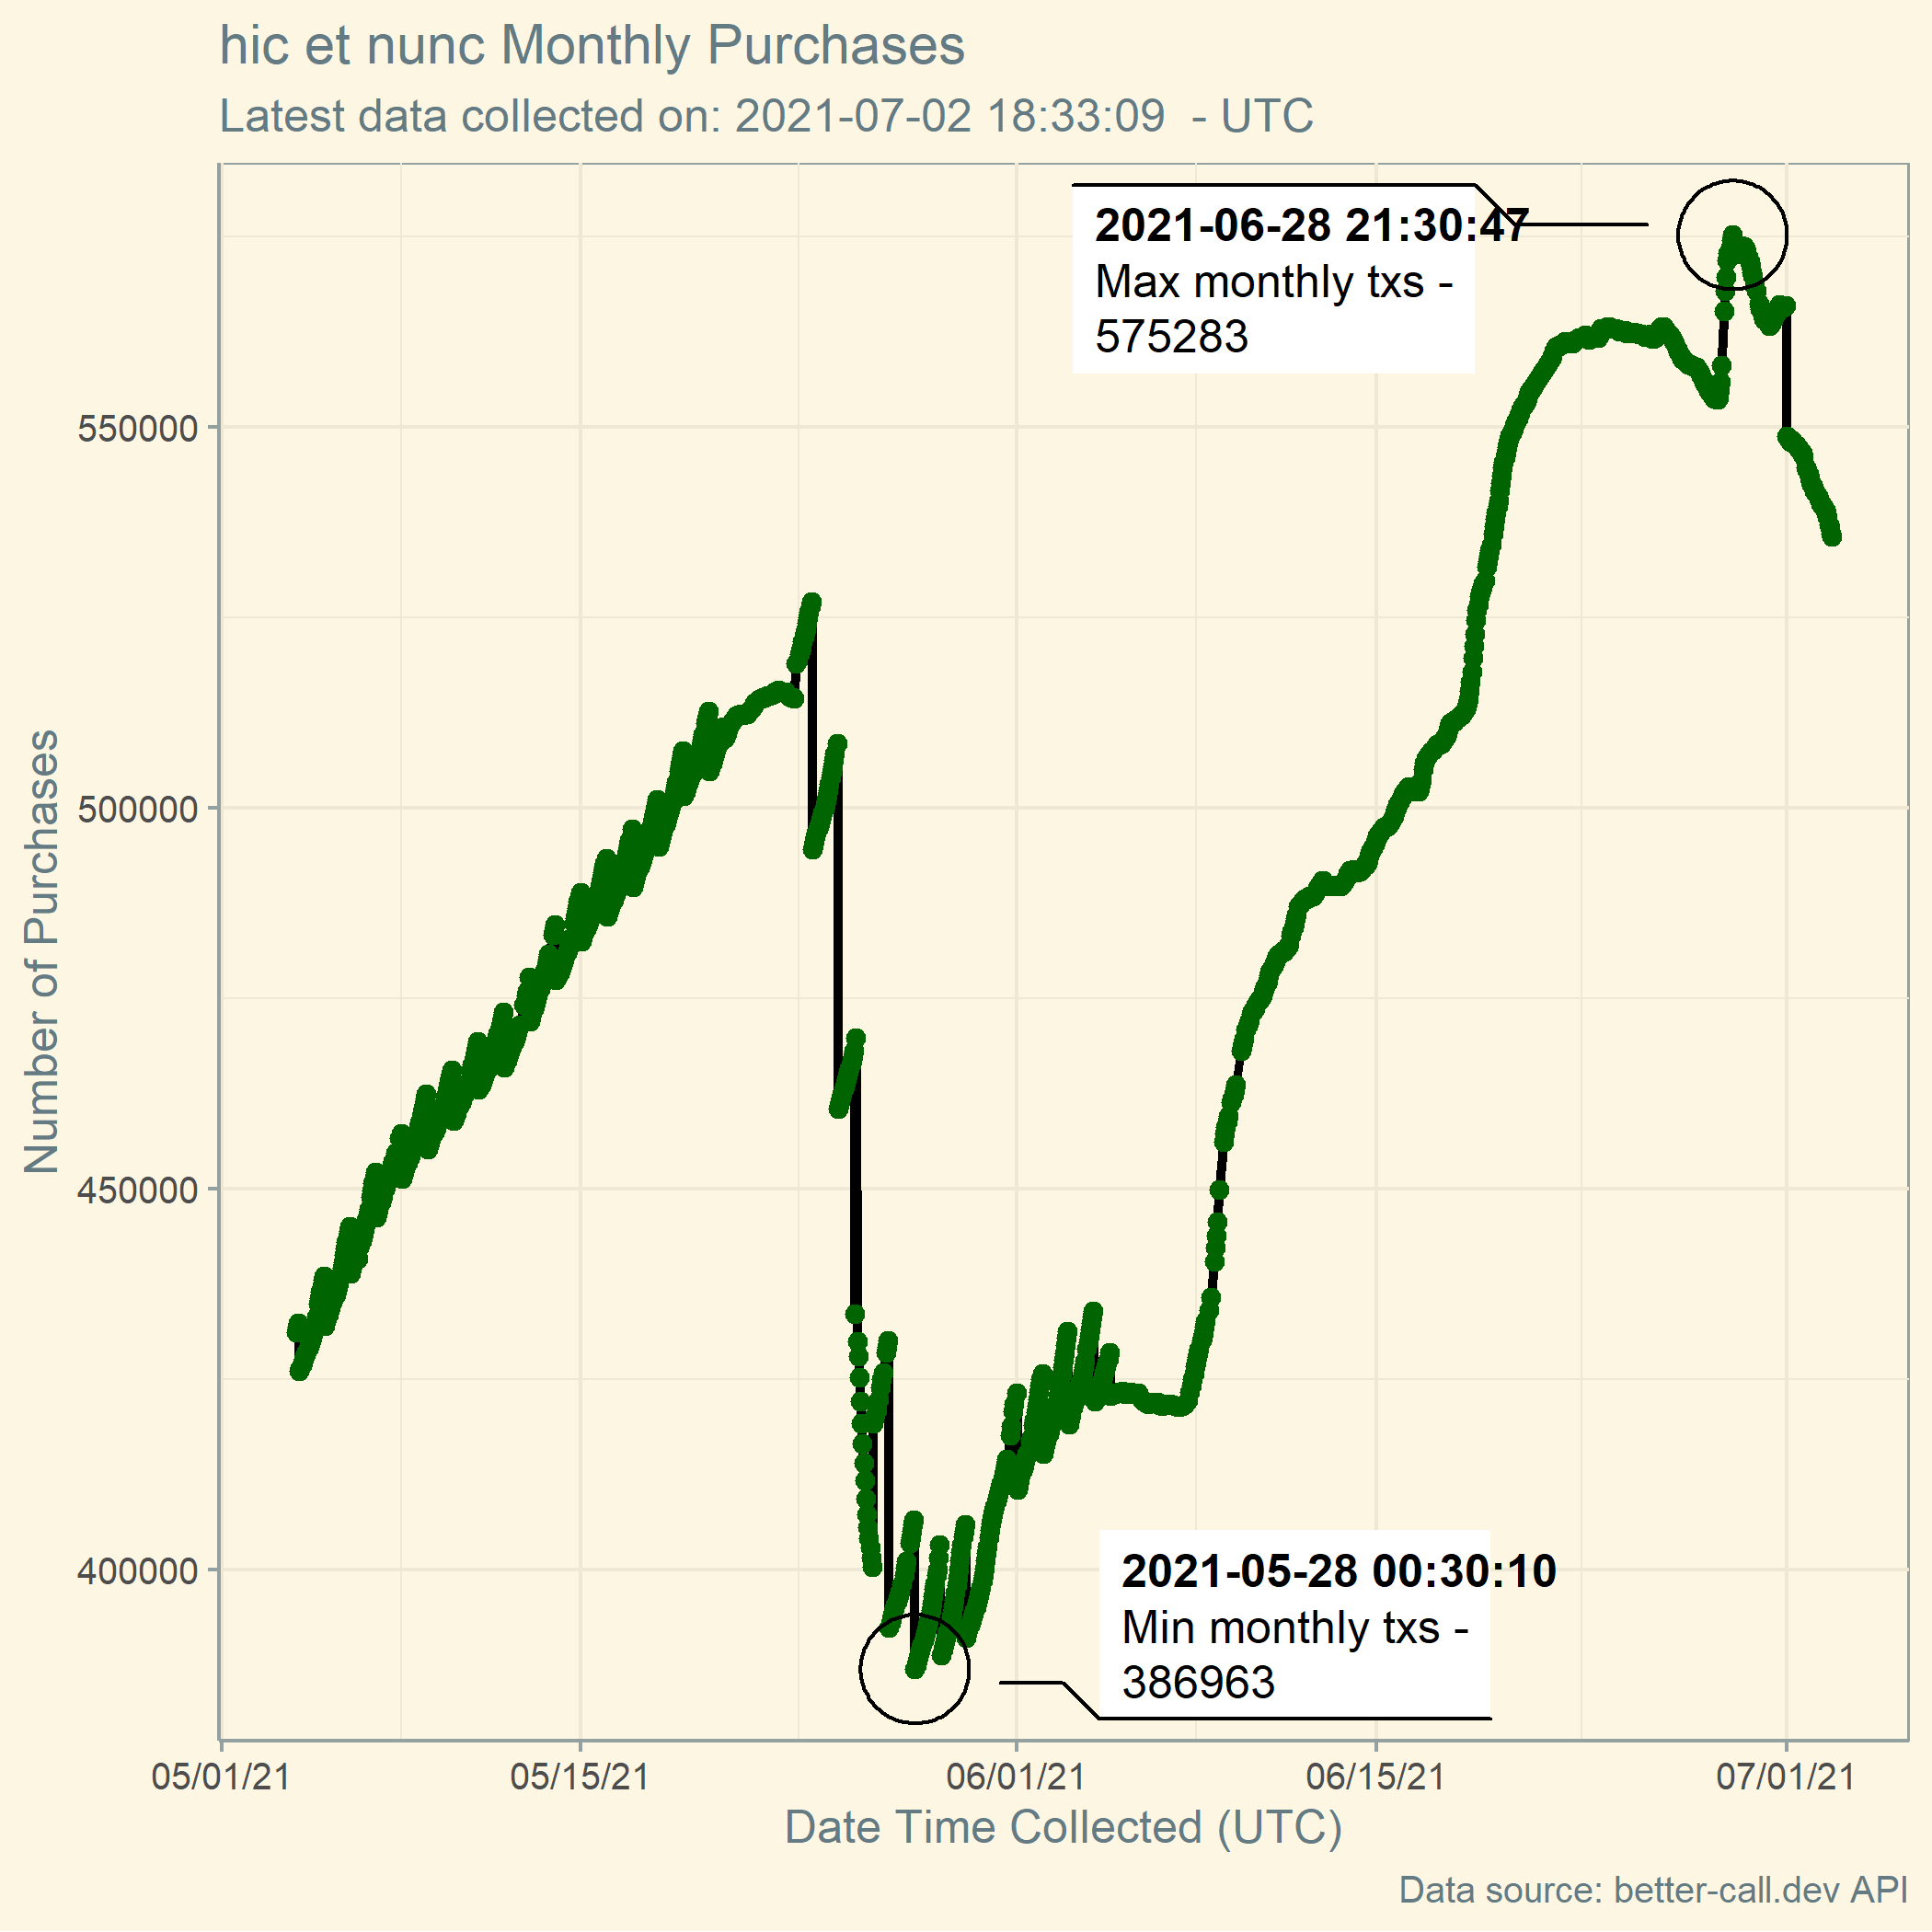 hic et nunc Monthly Purchases
Latest data collected on: 2021-07-02 18:33:09  - UTC
2021-06-28 21:30:47
Max monthly txs -
575283
550000
500000
450000
400000
Number of Purchases
2021-05-28 00:30:10
Min monthly txs -
386963
05/01/21 05/15/21 06/01/21 06/15/21 07/01/21
Date Time Collected (UTC)
Data source: better-call.dev API